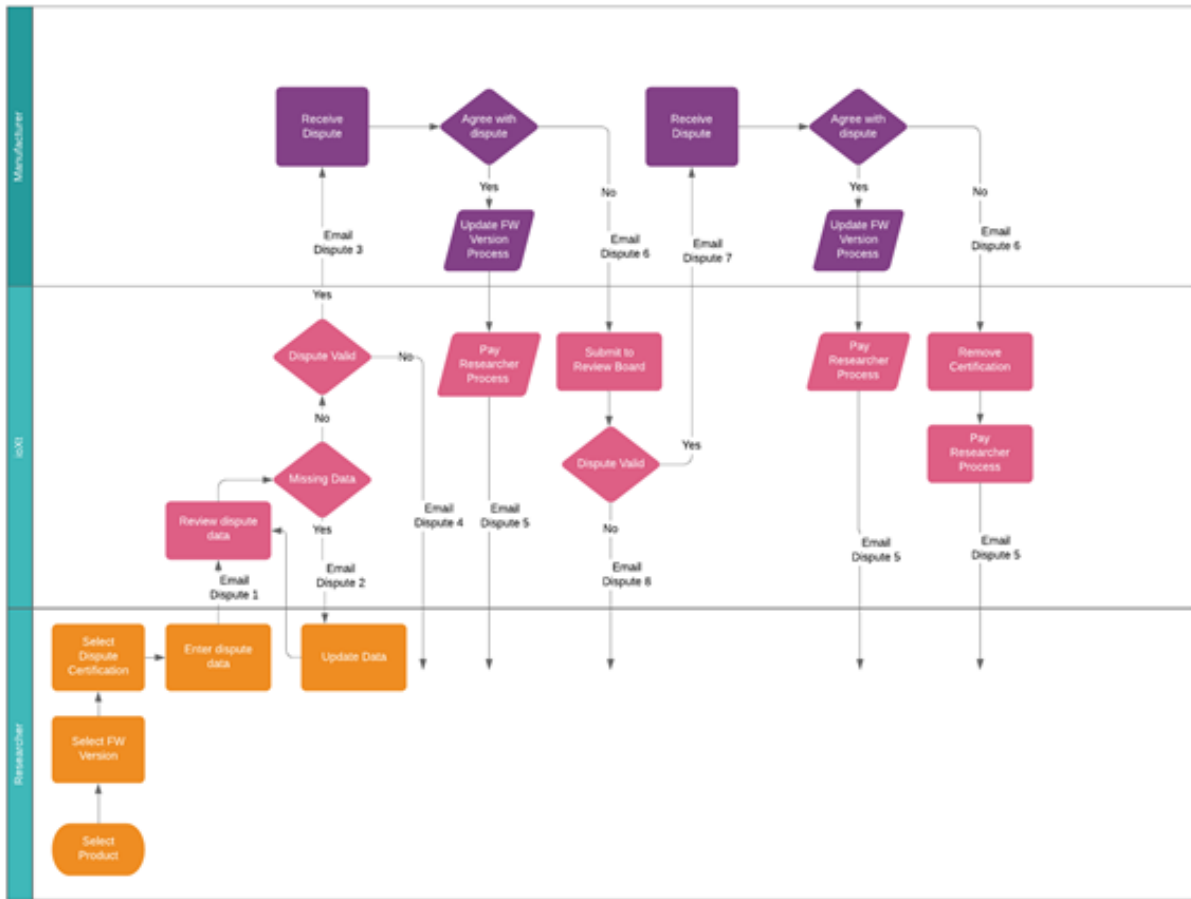 Manufacturer
Receive
Dispute
Agree with
dispute
Receive
Dispute
Agree with
dispute
Yes
No
Yes
No
Update FW
Version
Process
Update FW
Version
Process
Email
Dispute 3
Email
Dispute 6
Email
Dispute 7
Email
Dispute 6
ioXt
Yes
Dispute Valid
No
Pay
Researcher
Process
Submit to
Review Board
Pay
Researcher
Process
Remove
Certification
No
Yes
Missing Data
Dispute Valid
Pay
Researcher
Process
Review dispute
data
Yes
Email
Dispute 4
Email
Dispute 5
No
Email
Dispute 5
Email
Dispute 5
Email
Dispute 1
Email
Dispute 2
Email
Dispute 8
Researcher
Select
Dispute
Certification
Enter dispute
data
Update Data
Select FW
Version
Select
Product